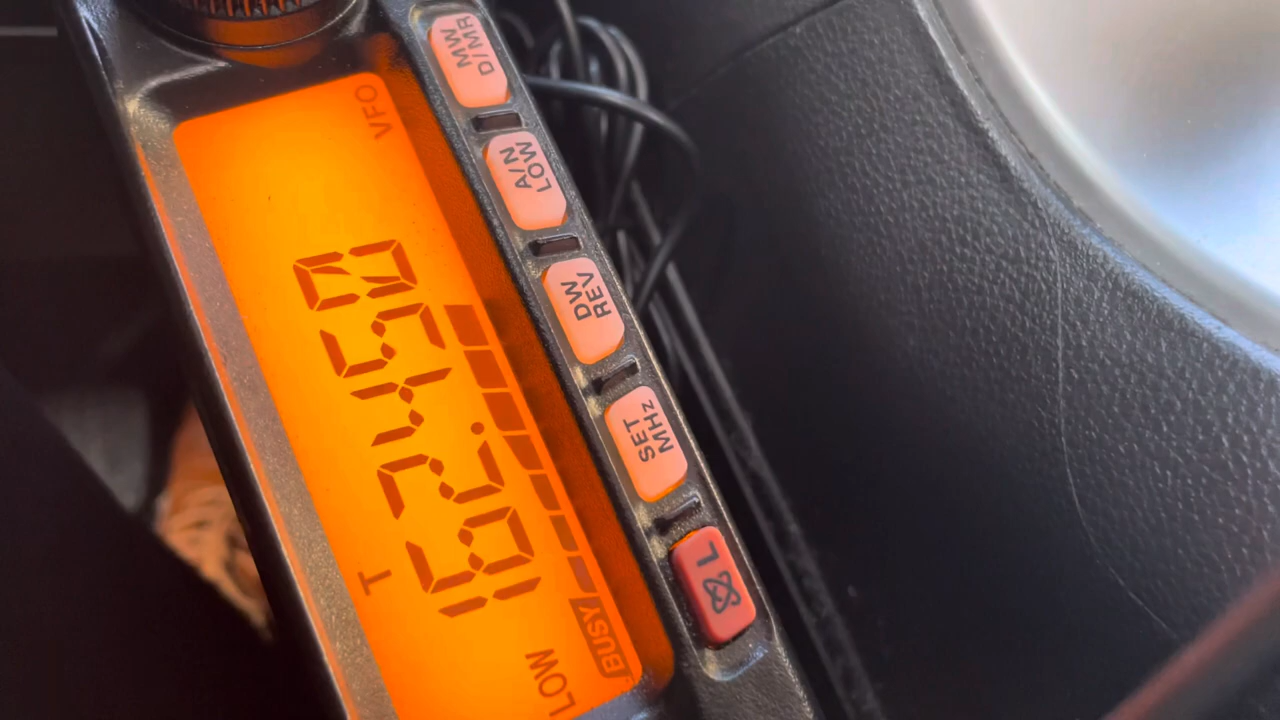 T
VFO
162.450
LOW
BUSY
L
SET
MHz
DW
REV
A/N
LOW
MW
D/MR